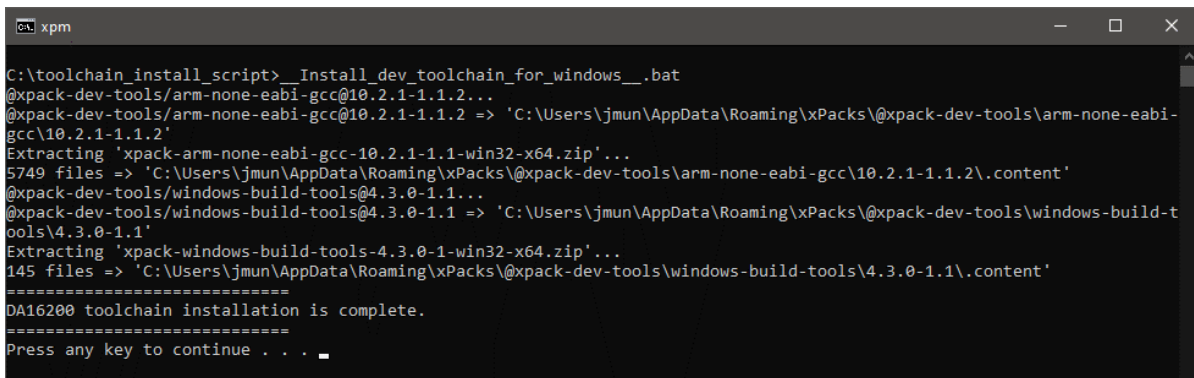 xpm
C:\toolchain_install_script>__Install_dev_toolchain_for_windows__.bat
@xpack-dev-tools/arm-none-eabi-gcc@10.2.1-1.1.2...
@xpack-dev-tools/arm-none-eabi-gcc@10.2.1-1.1.2 => 'C:\Users\jmun\AppData\Roaming\xPacks\@xpack-dev-tools\arm-none-eabi-
gcc\10.2.1-1.1.2'
Extracting 'xpack-arm-none-eabi-gcc-10.2.1-1.1-win32-x64.zip'...
5749 files => 'C:\Users\jmun\AppData\Roaming\xPacks\@xpack-dev-tools\arm-none-eabi-gcc\10.2.1-1.1.2\.content'
@xpack-dev-tools/windows-build-tools@4.3.0-1.1...
@xpack-dev-tools/windows-build-tools@4.3.0-1.1 => 'C:\Users\jmun\AppData\Roaming\xPacks\@xpack-dev-tools\windows-build-t
ools\4.3.0-1.1'
Extracting 'xpack-windows-build-tools-4.3.0-1-win32-x64.zip'...
145 files => 'C:\Users\jmun\AppData\Roaming\xPacks\@xpack-dev-tools\windows-build-tools\4.3.0-1.1\.content'
=============================
DA16200 toolchain installation is complete.
=============================
Press any key to continue . . .